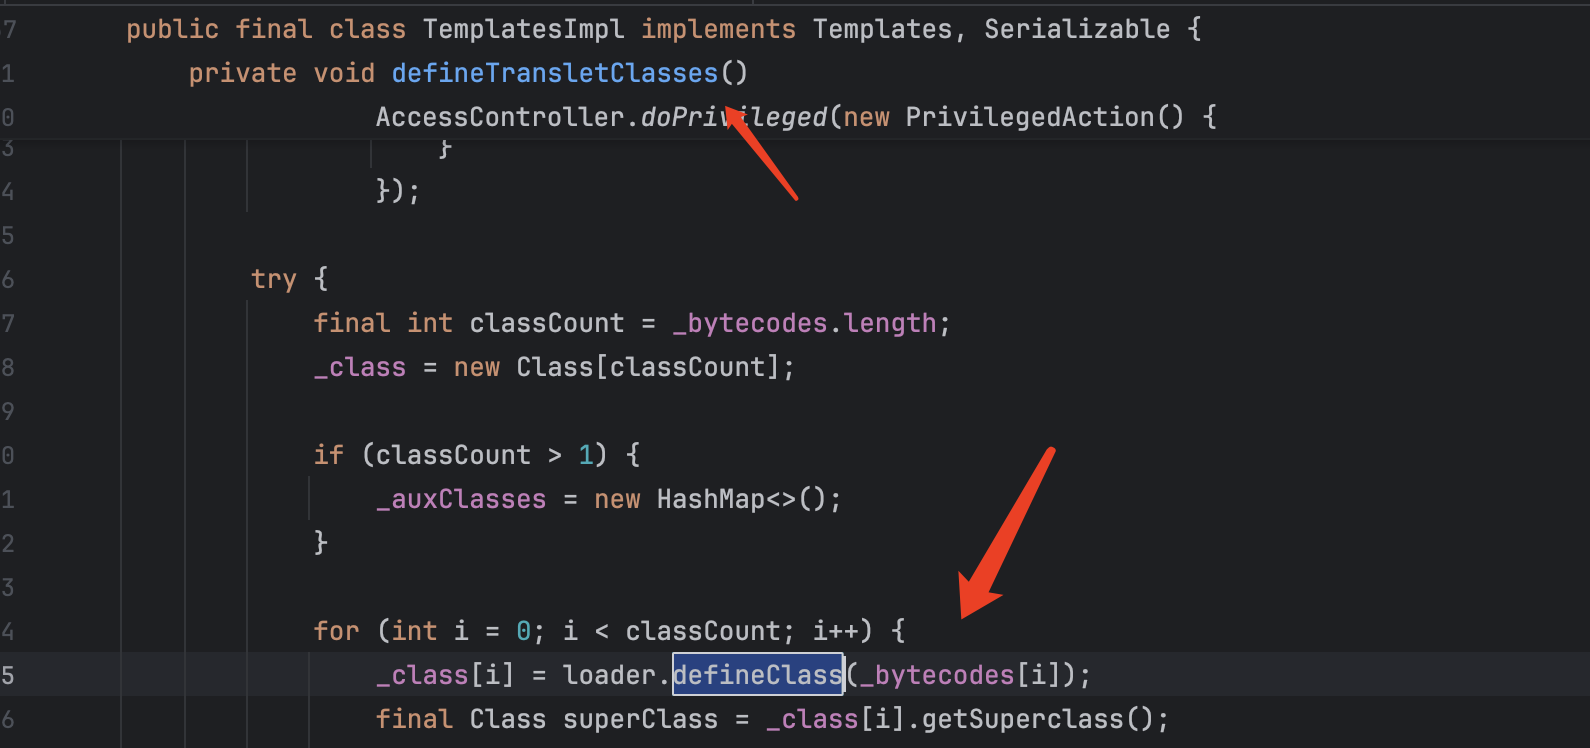 7 public final class TemplatesImpl implements Templates, Serializable {
1 private void defineTransletClasses()
0 AccessController.doPrivileged(new PrivilegedAction() {
3 }
4 });
5
6 try {
7 final int classCount = _bytecodes.length;
8 _class = new Class[classCount];
9
0 if (classCount > 1) {
1 _auxClasses = new HashMap<>();
2 }
3
4 for (int i = 0; i < classCount; i++) {
5 _class[i] = loader.defineClass(_bytecodes[i]);
6 final Class superClass = _class[i].getSuperclass();